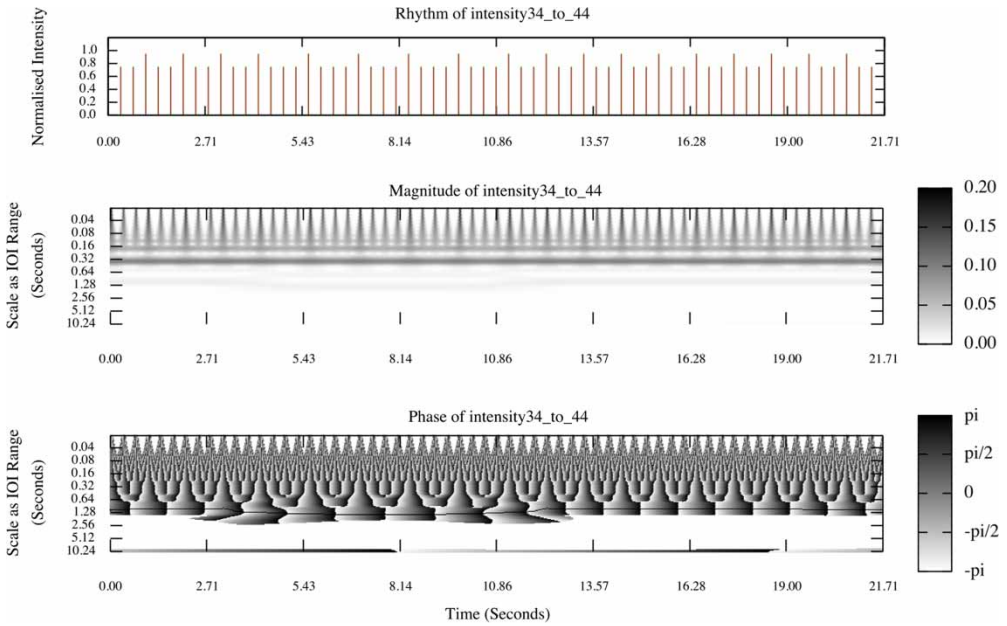 Rhythm of intensity34_to_44
Normalised Intensity
1.0
0.8
0.6
0.4
0.2
0.0
0.00 2.71 5.43 8.14 10.86 13.57 16.28 19.00 21.71
Magnitude of intensity34_to_44
Scale as IOI Range
(Seconds)
0.04
0.08
0.16
0.32
0.64
1.28
2.56
5.12
10.24
0.00 2.71 5.43 8.14 10.86 13.57 16.28 19.00 21.71
0.20
0.15
0.10
0.05
0.00
Phase of intensity34_to_44
Scale as IOI Range
(Seconds)
0.04
0.08
0.16
0.32
0.64
1.28
2.56
5.12
10.24
0.00 2.71 5.43 8.14 10.86 13.57 16.28 19.00 21.71
pi
pi/2
0
-pi/2
-pi
Time (Seconds)